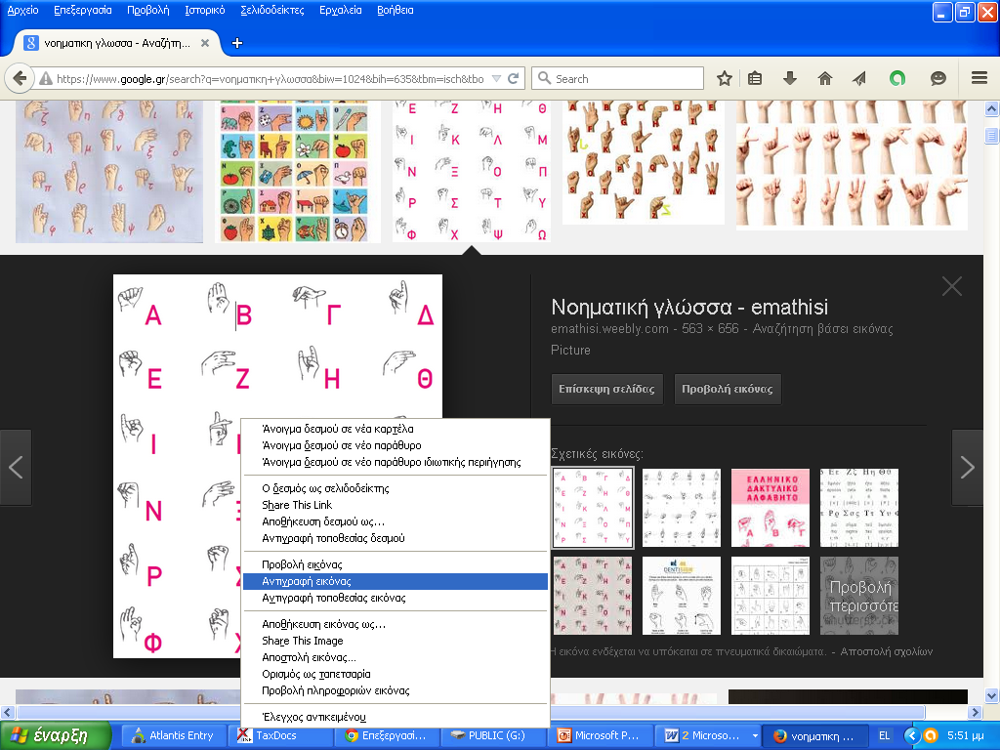 Αρχείο Επεξεργασία Προβολή Ιστορικό Σελιδοδείκτες Εργαλεία Βοήθεια
νοηματικη γλωσσα - Αναζήτη...
https://www.google.gr/search?q=νοηματικη+γλωσσα&biw=1024&bih=635&tbm=isch&tbo
Search
ζ η θ ι κ
λ μ ν ξ ο
π ρ σ τ υ
φ χ ψ ω
Ε Ζ Η Θ
Ι Κ Λ Μ
Ν Ξ Ο Π
Ρ Σ Τ Υ
Φ Χ Ψ Ω
Α Β Γ Δ
Ε Ζ Η Θ
Ι
Ν
Ρ
Φ
Νοηματική γλώσσα - emathisi
emathisi.weebly.com - 563 × 656 - Αναζήτηση βάσει εικόνας
Picture
Επίσκεψη σελίδας Προβολή εικόνας
Άνοιγμα δεσμού σε νέα καρτέλα
Άνοιγμα δεσμού σε νέο παράθυρο
Άνοιγμα δεσμού σε νέο παράθυρο ιδιωτικής περιήγησης
Ο δεσμός ως σελιδοδείκτης
Share This Link
Αποθήκευση δεσμού ως...
Αντιγραφή τοποθεσίας δεσμού
Προβολή εικόνας
Αντιγραφή εικόνας
Αντιγραφή τοποθεσίας εικόνας
Αποθήκευση εικόνας ως...
Share This Image
Αποστολή εικόνας...
Ορισμός ως ταπετσαρία
Προβολή πληροφοριών εικόνας
Έλεγχος αντικειμένου
Σχετικές εικόνες:
ΕΛΛΗΝΙΚΟ
ΔΑΚΤΥΛΙΚΟ
ΑΛΦΑΒΗΤΟ
Α Β Γ
Προβολή
περισσότε
Η εικόνα ενδέχεται να υπόκειται σε πνευματικά δικαιώματα. - Αποστολή σχολίων
έναρξη Atlantis Entry TaxDocs Επεξεργασί... PUBLIC (G:) Microsoft P... 2 Microso... νοηματικη ... EL 5:51 μμ